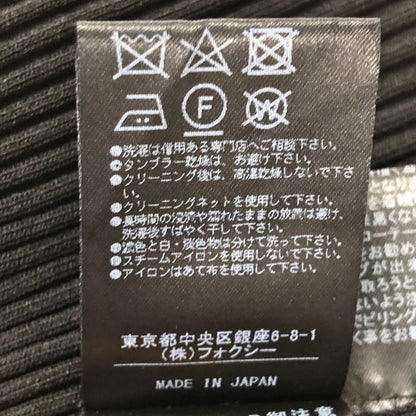 F
W
●洗濯は信用ある専門店へご相談下さい。
●タンブラー乾燥は、お避け下さい。
●クリーニング後は、高温乾燥しないで下さい。
●クリーニングネットを使用して下さい。
●長時間の浸漬や濡れたままの放置は避け、
洗濯後すばやく干して下さい。
●濃色と白・淡色物は分けて洗って下さい。
●スチームアイロンを使用しないで下さい。
●アイロンはあて布を使用して下さい。
東京都中央区銀座6-8-1
(株)フォクシー
MADE IN JAPAN